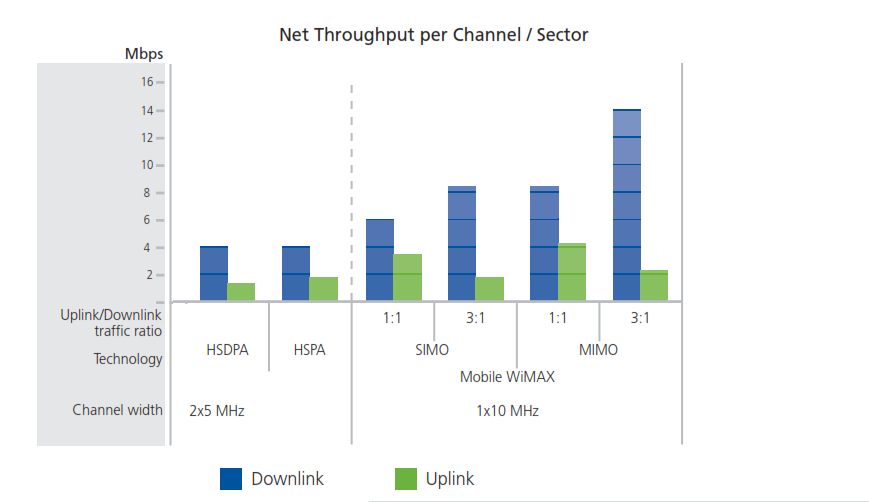 Net Throughput per Channel / Sector
Mbps
16
14
12
10
8
6
4
2
Uplink/Downlink
traffic ratio
1:1
3:1
1:1
3:1
Technology
HSDPA
HSPA
SIMO
MIMO
Mobile WiMAX
Channel width
2x5 MHz
1x10 MHz
Downlink
Uplink